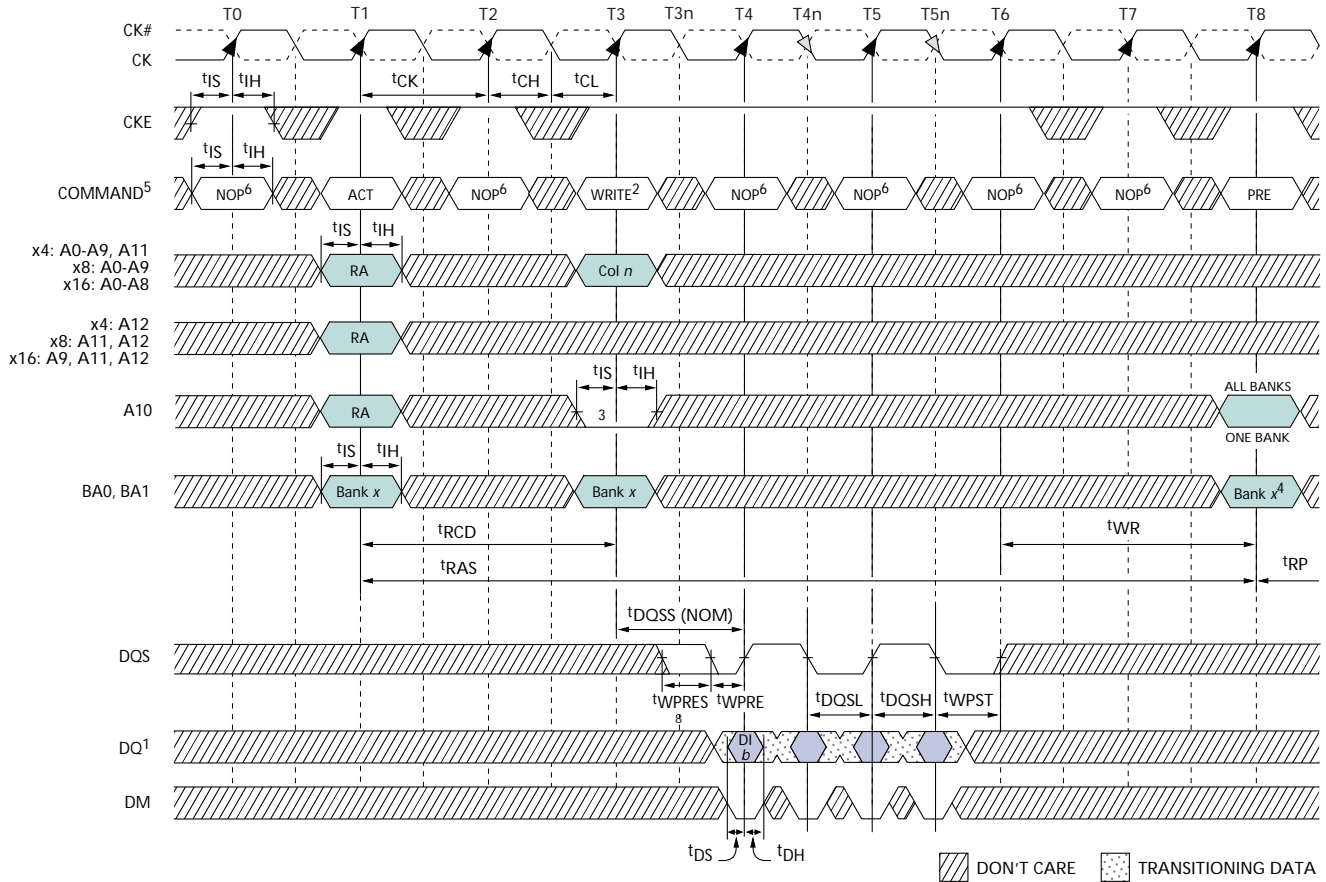 T0 T1 T2 T3 T3n T4 T4n T5 T5n T6 T7 T8
CK#
CK
tIS tIH tCK tCH tCL
CKE
tIS tIH
COMMAND5 NOP6 ACT NOP6 WRITE2 NOP6 NOP6 NOP6 NOP6 PRE
tIS tIH
x4: A0-A9, A11
x8: A0-A9
x16: A0-A8
RA Col n
x4: A12
x8: A11, A12
x16: A9, A11, A12
RA
tIS tIH
ALL BANKS
A10 RA 3
ONE BANK
tIS tIH
BA0, BA1 Bank x Bank x Bank x4
tRCD tWR
tRAS tRP
tDQSS (NOM)
DQS
tWPRES tWPRE tDQSL tDQSH tWPST
8
DQ1 DI
b
DM
tDS tDH
DON'T CARE TRANSITIONING DATA